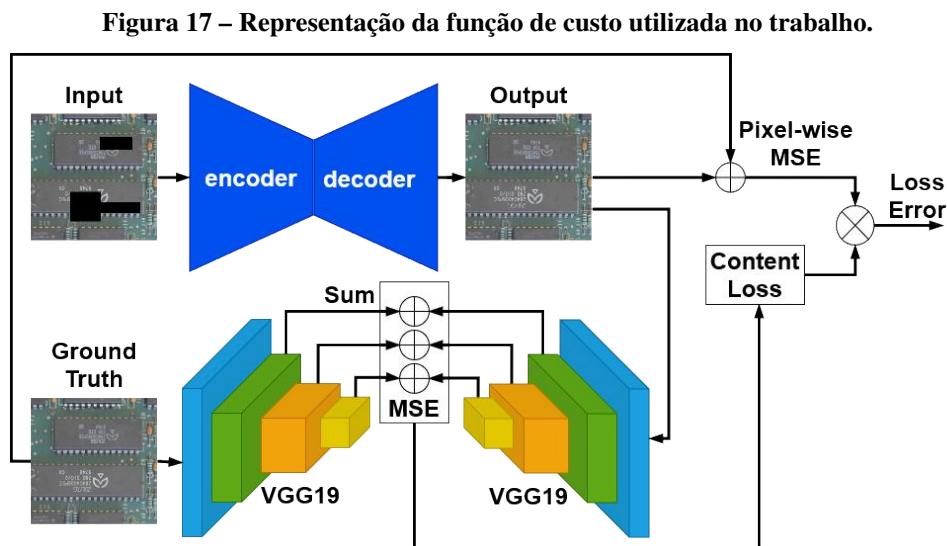 Figura 17 – Representação da função de custo utilizada no trabalho.
Input
Output
encoder
decoder
Pixel-wise
MSE
Loss
Error
Content
Loss
Sum
Ground
Truth
MSE
VGG19
VGG19